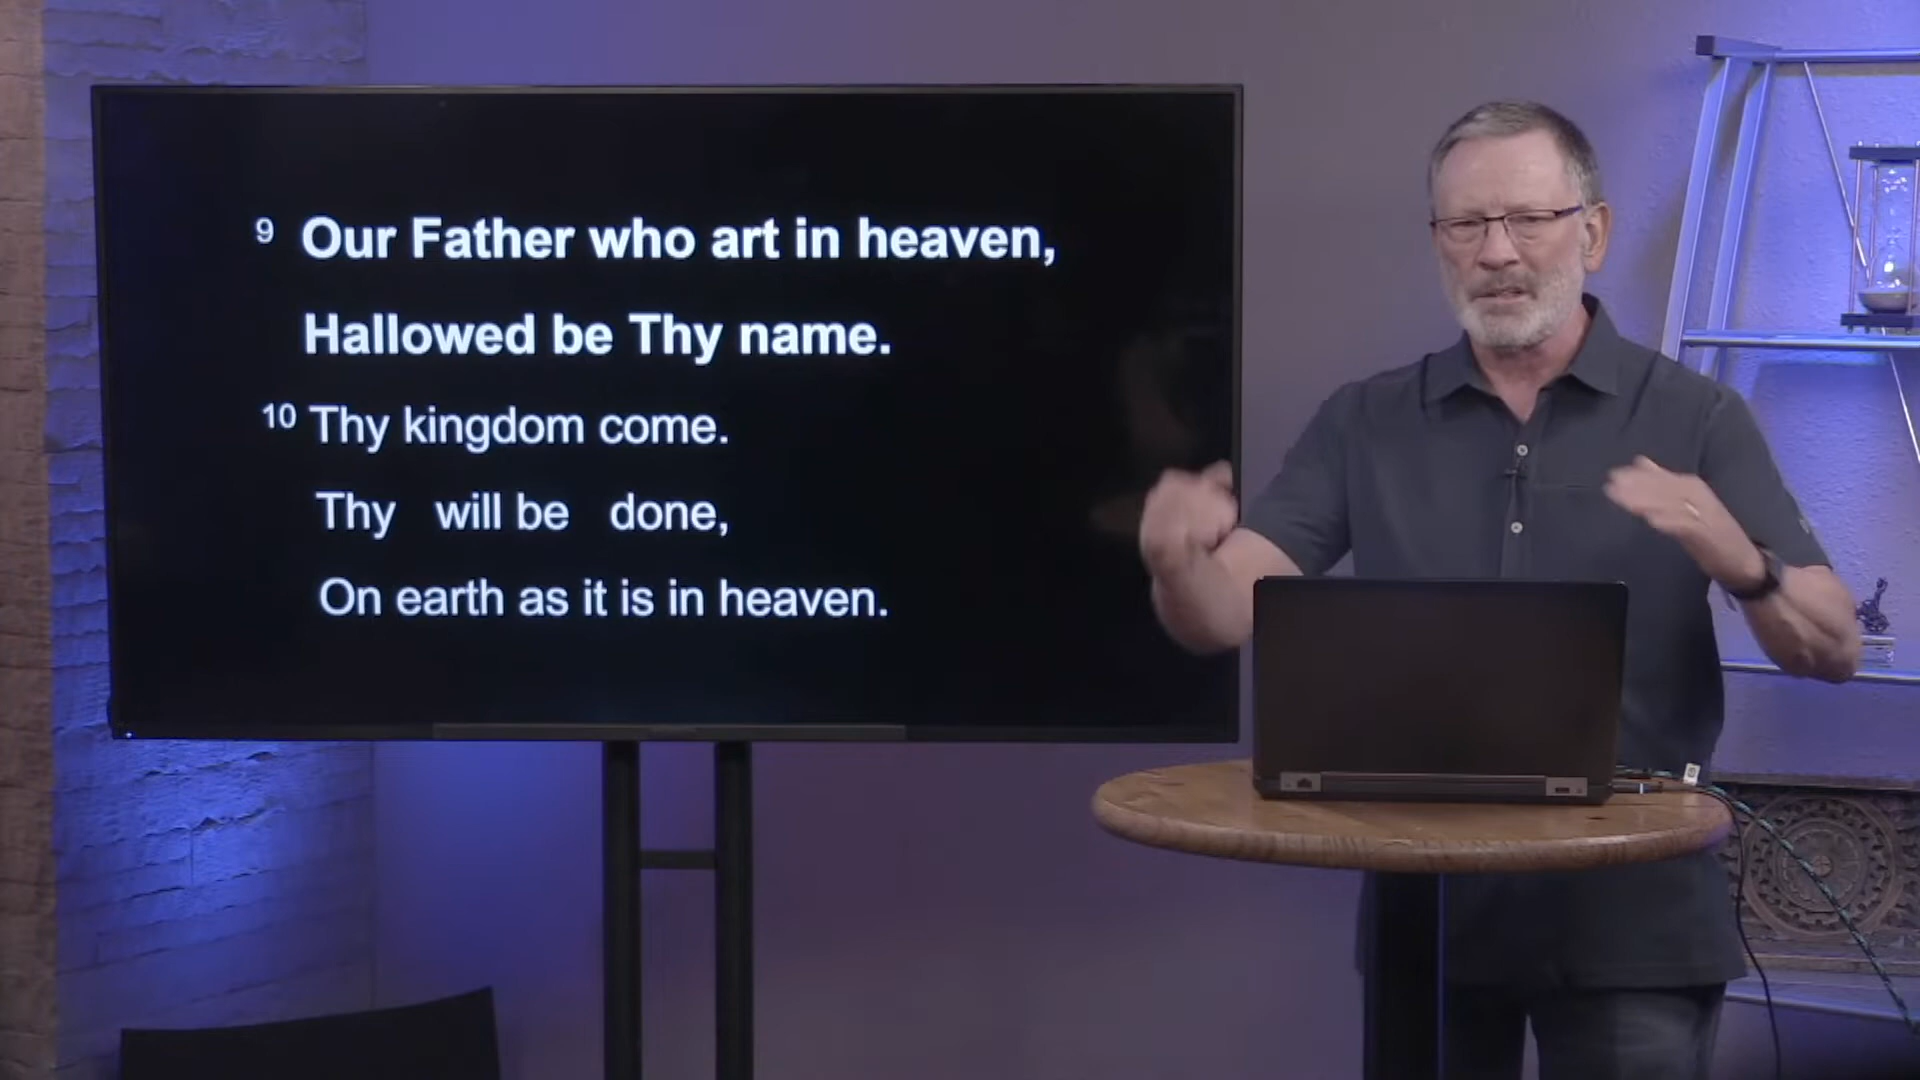 9 Our Father who art in heaven,
Hallowed be Thy name.
10 Thy kingdom come.
Thy will be done,
On earth as it is in heaven.